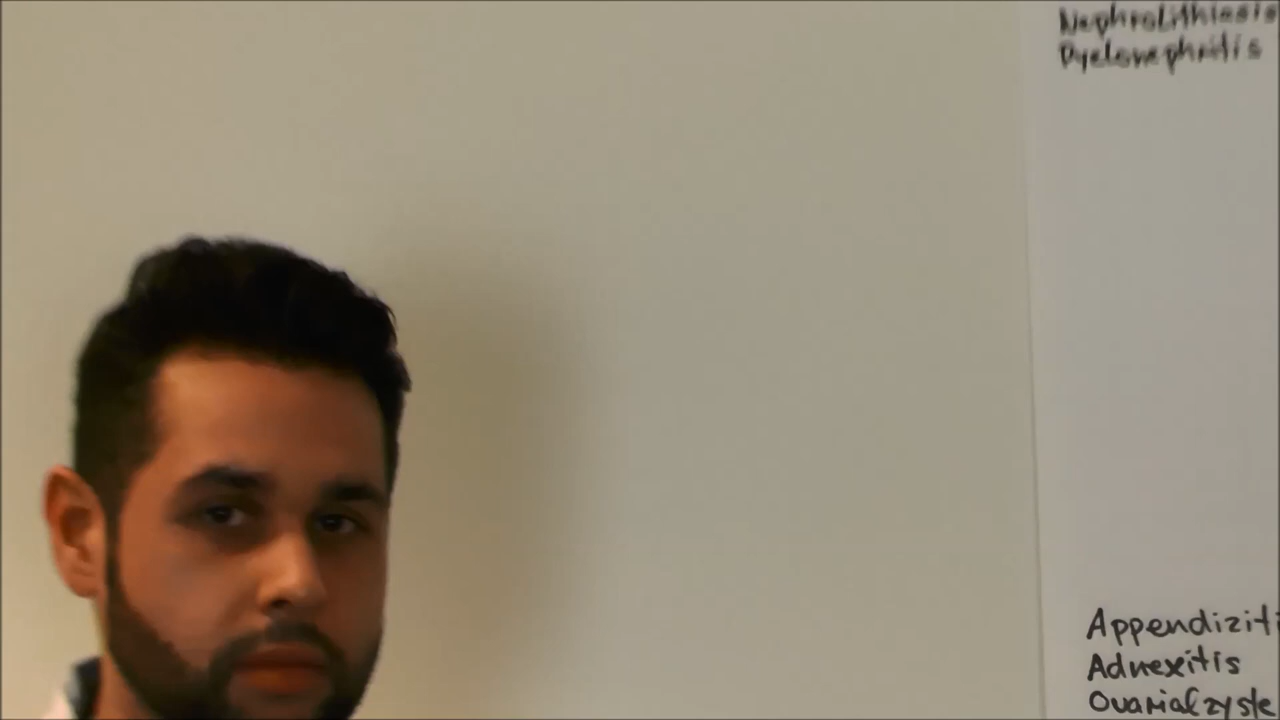 Nephrolithiasis
Pyelonephritis
Appendiziti
Adnexitis
Ovarialzyste